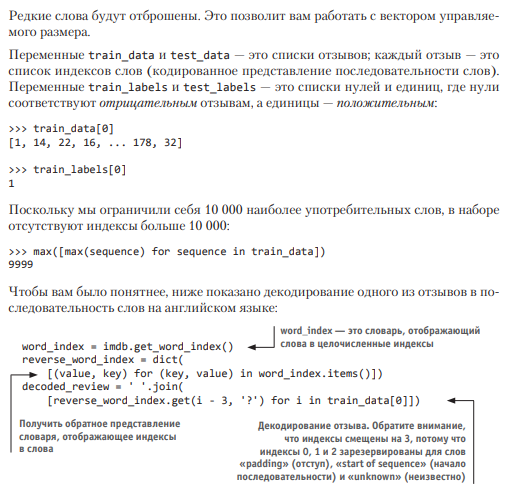 Редкие слова будут отброшены. Это позволит вам работать с вектором управляе-
мого размера.
Переменные train_data и test_data — это списки отзывов; каждый отзыв — это
список индексов слов (кодированное представление последовательности слов).
Переменные train_labels и test_labels — это списки нулей и единиц, где нули
соответствуют отрицательным отзывам, а единицы — положительным:
>>> train_data[0]
[1, 14, 22, 16, ... 178, 32]
>>> train_labels[0]
1
Поскольку мы ограничили себя 10 000 наиболее употребительных слов, в наборе
отсутствуют индексы больше 10 000:
>>> max([max(sequence) for sequence in train_data])
9999
Чтобы вам было понятнее, ниже показано декодирование одного из отзывов в по-
следовательность слов на английском языке:
word_index — это словарь, отображающий
слова в целочисленные индексы
word_index = imdb.get_word_index()
reverse_word_index = dict(
[(value, key) for (key, value) in word_index.items()])
decoded_review = ' '.join(
[reverse_word_index.get(i - 3, '?') for i in train_data[0]])
Получить обратное представление
словаря, отображающее индексы
в слова
Декодирование отзыва. Обратите внимание,
что индексы смещены на 3, потому что
индексы 0, 1 и 2 зарезервированы для слов
«padding» (отступ), «start of sequence» (начало
последовательности) и «unknown» (неизвестно)